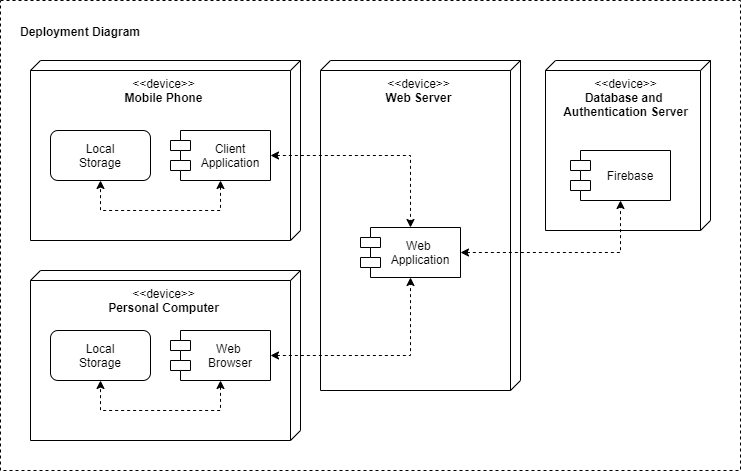 Deployment Diagram
<<device>>
Mobile Phone
Local
Storage
Client
Application
<<device>>
Web Server
Web
Application
<<device>>
Database and
Authentication Server
Firebase
<<device>>
Personal Computer
Local
Storage
Web
Browser